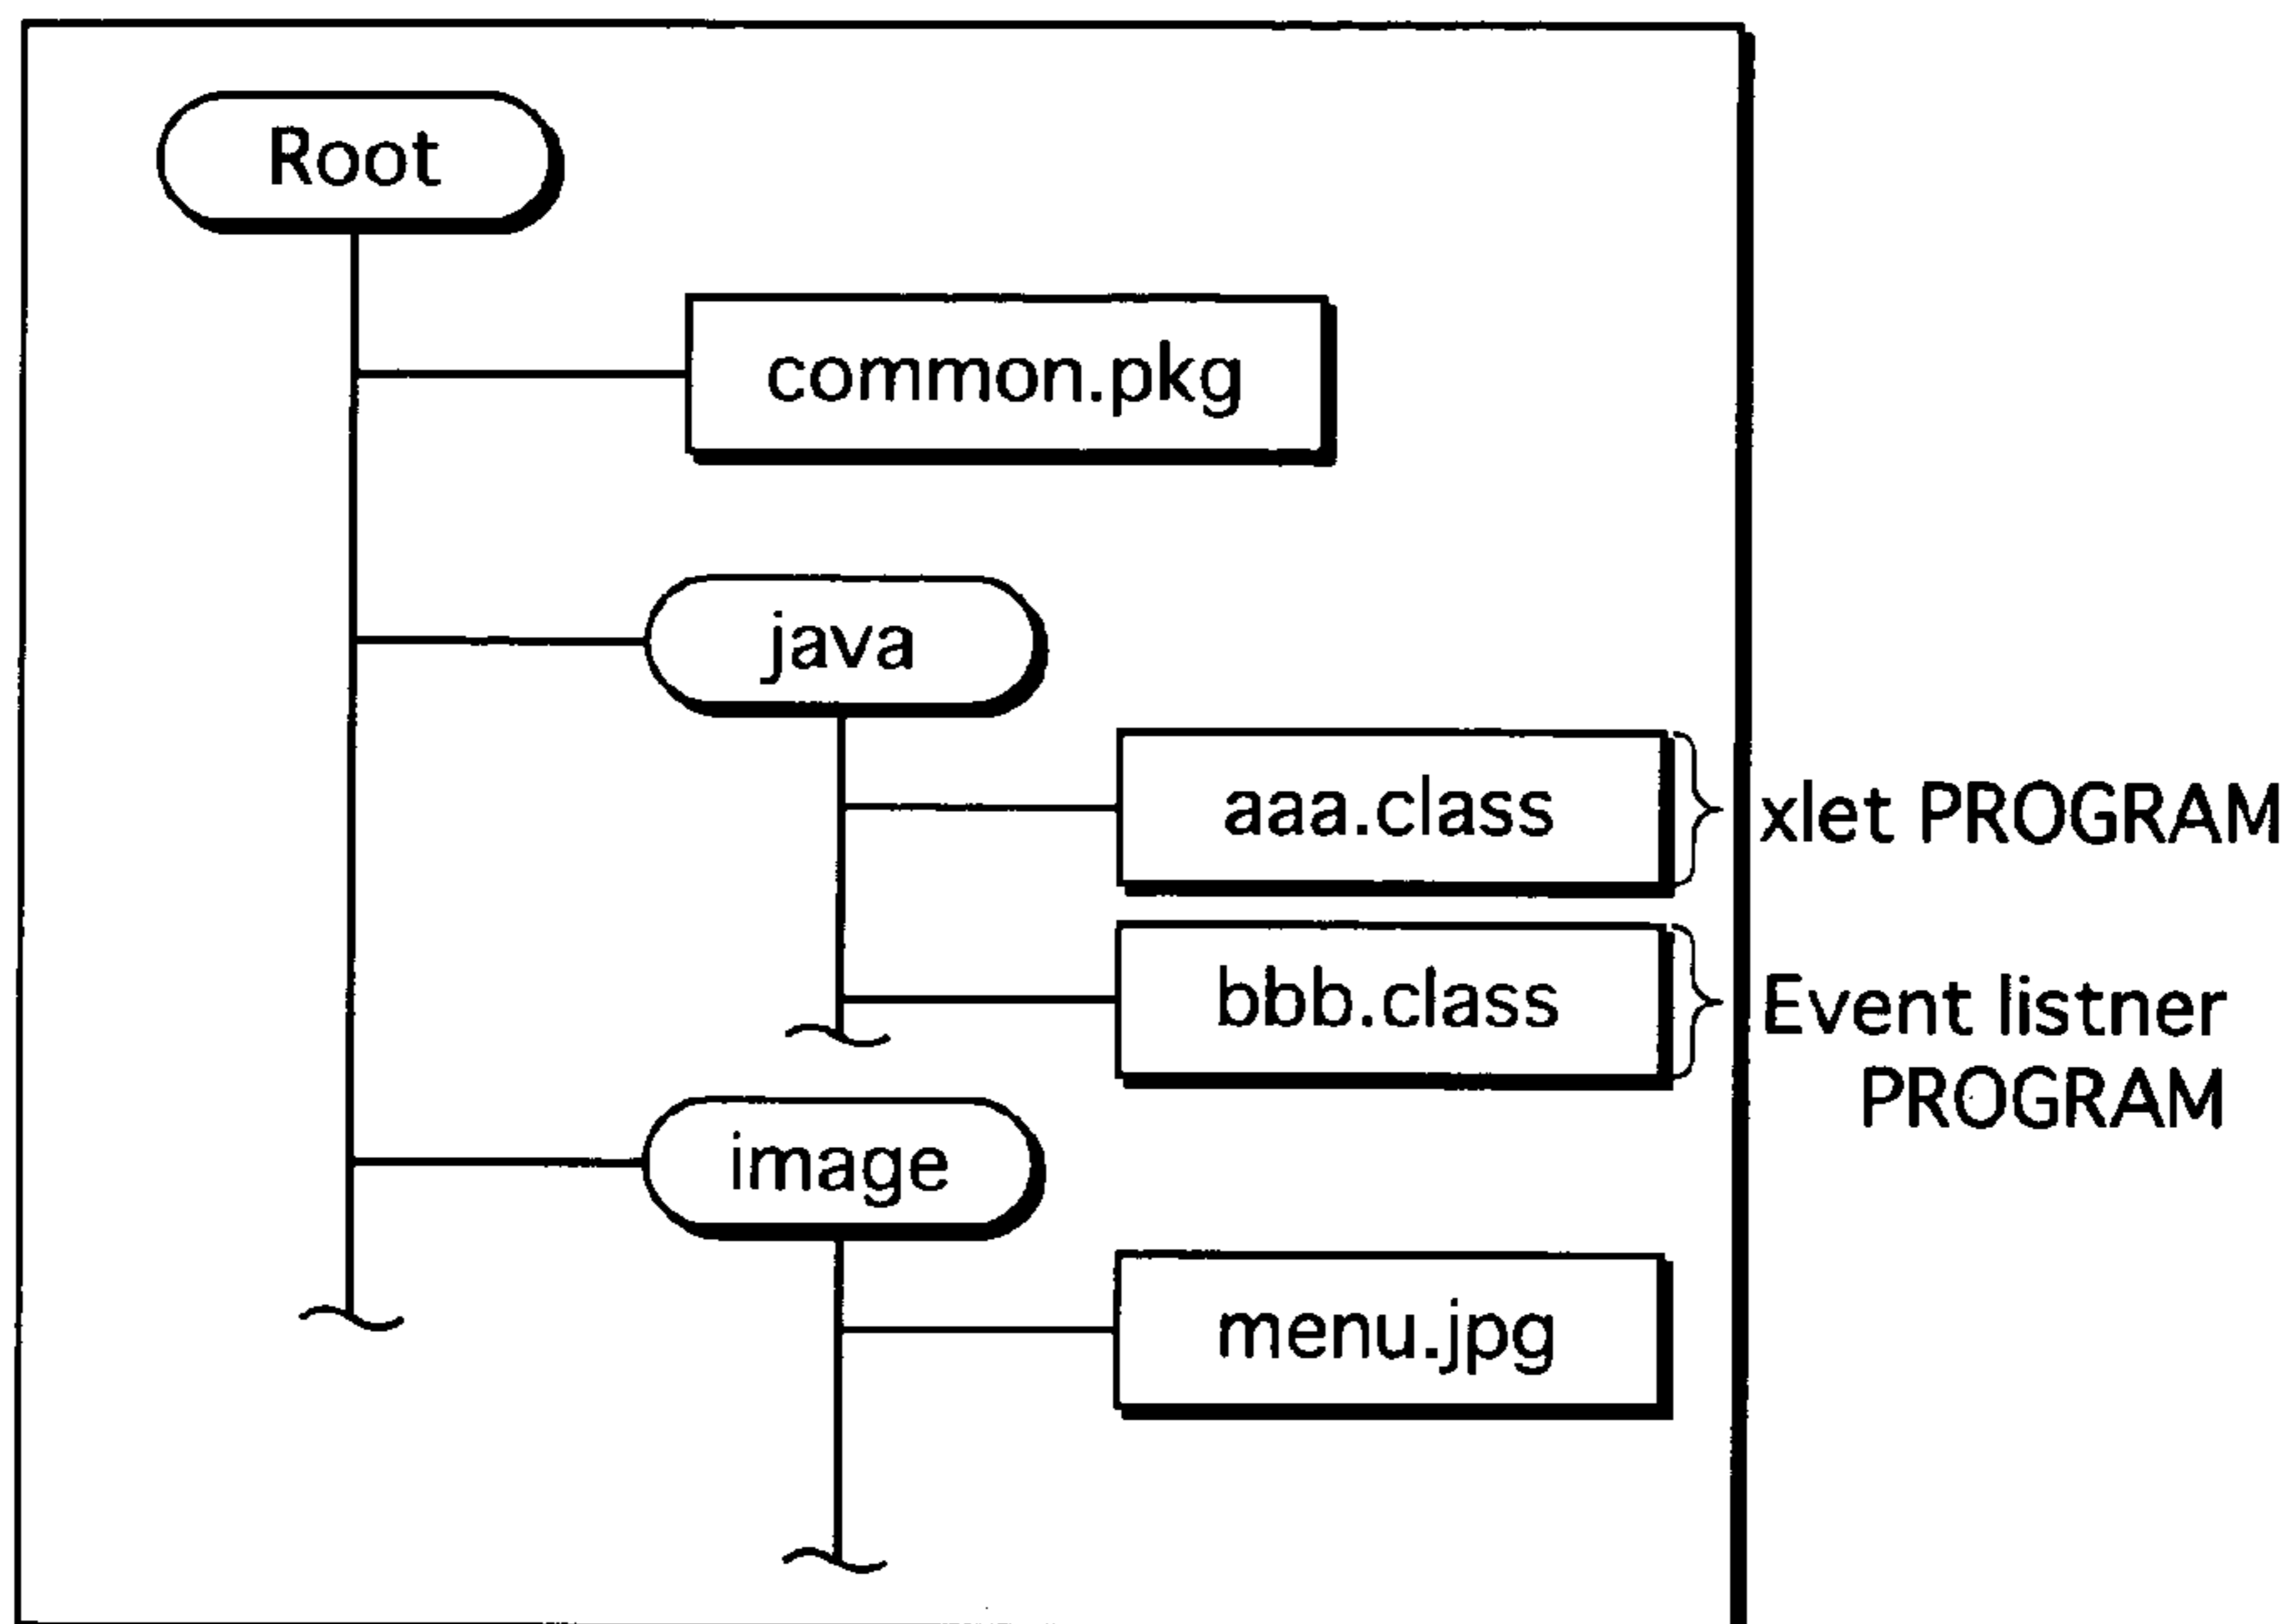 Root
common.pkg
java
aaa.class
xlet PROGRAM
bbb.class
Event listner
PROGRAM
image
menu.jpg